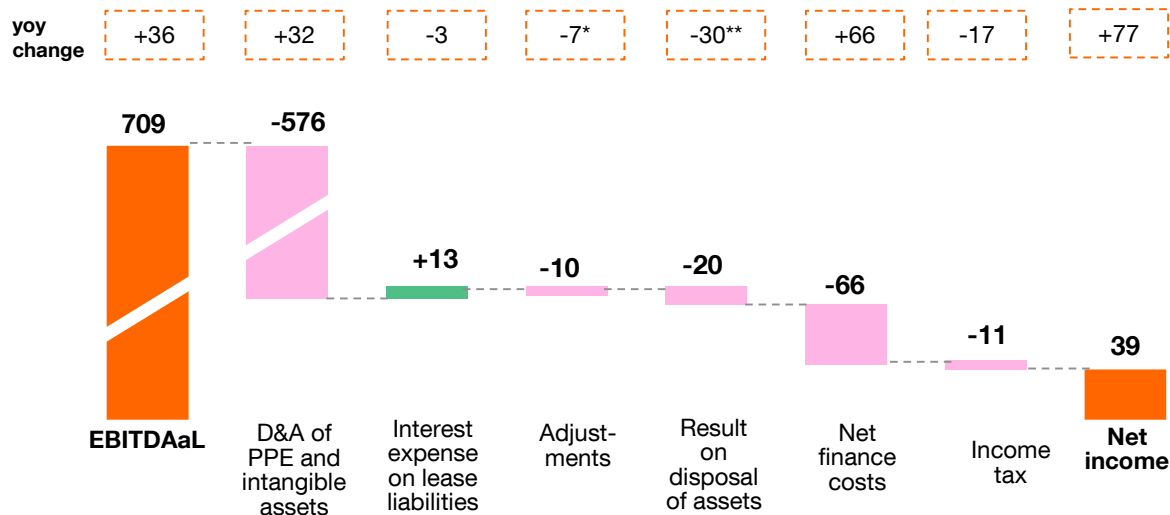 yoy
change
+36
+32
-3
-7*
-30**
+66
-17
+77
709
-576
+13
-10
-20
-66
-11
39
EBITDAaL
D&A of
PPE and
intangible
assets
Interest
expense
on lease
liabilities
Adjust-
ments
Result
on
disposal
of assets
Net
finance
costs
Income
tax
Net
income